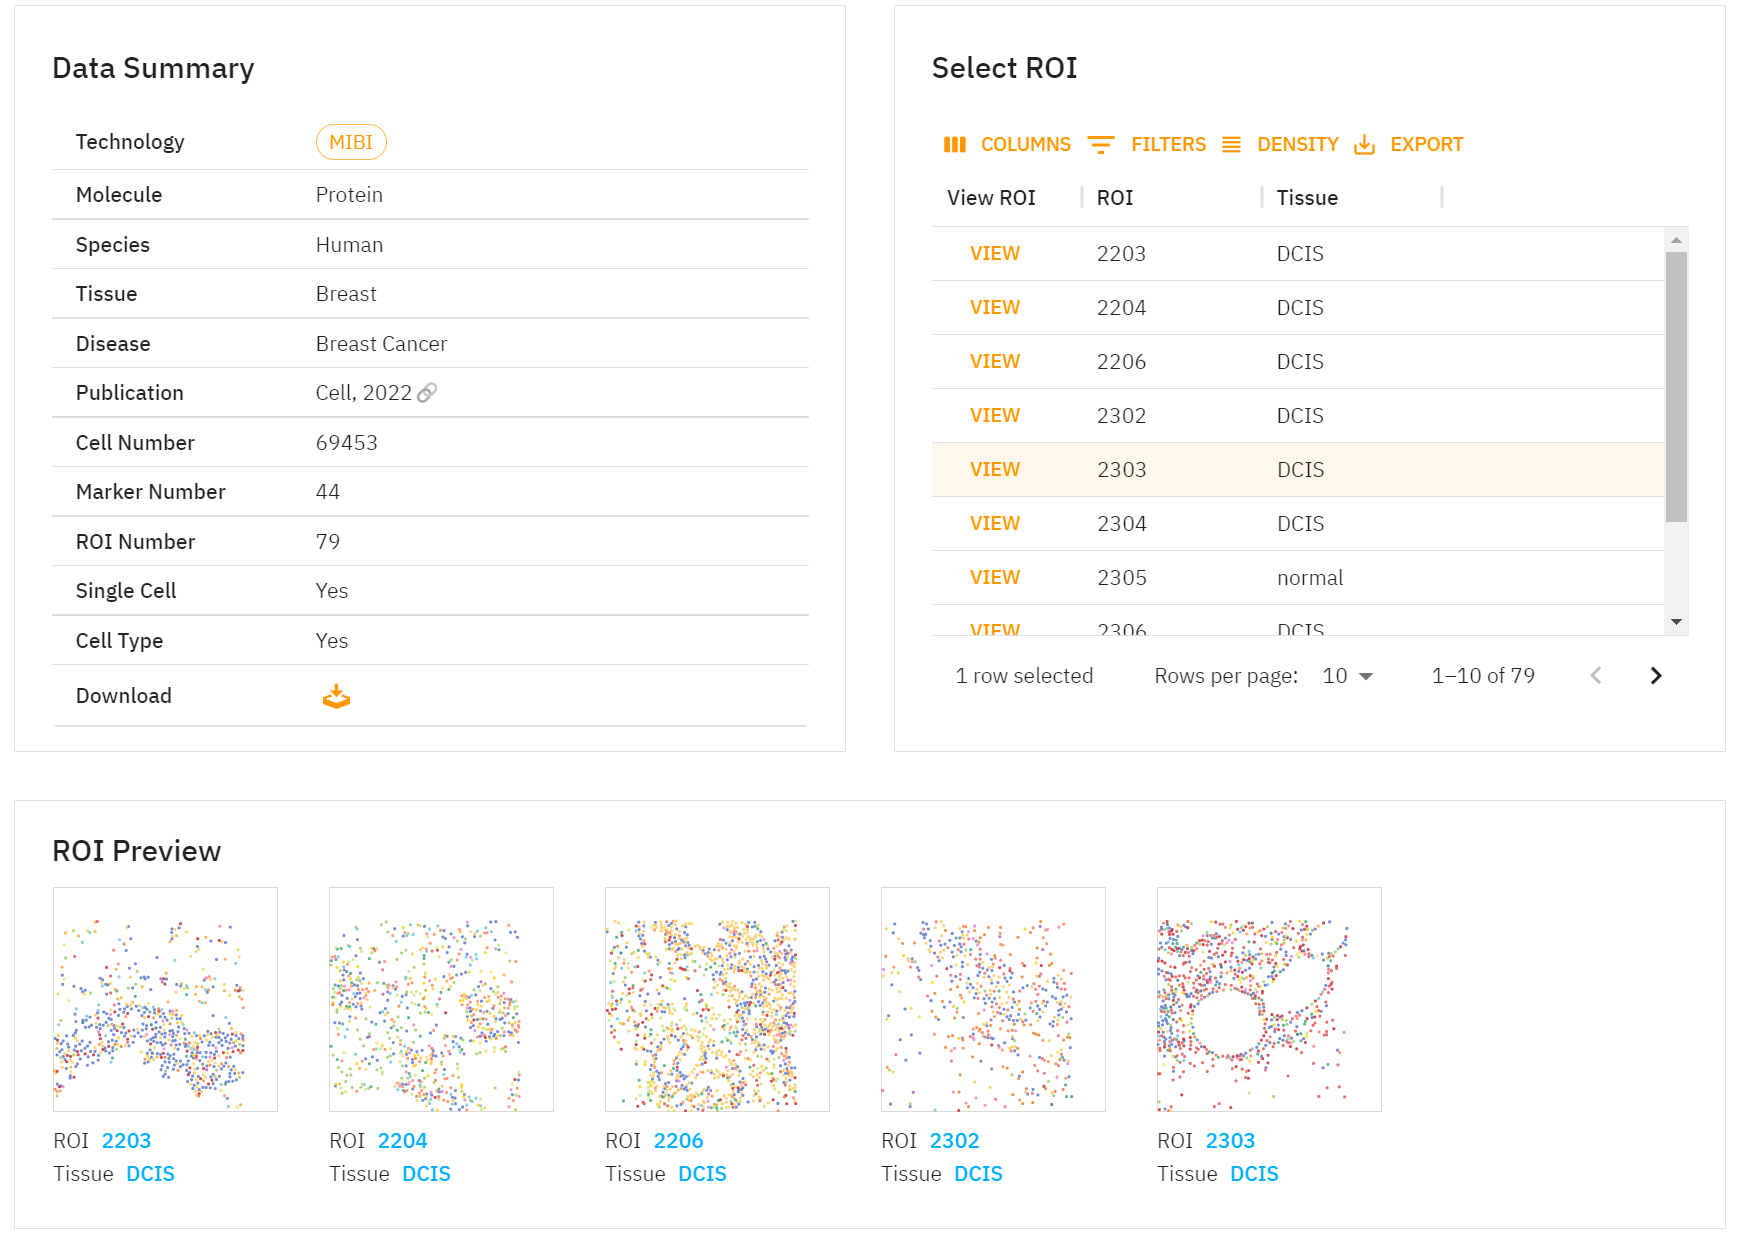 Data Summary
Technology MIBI
Molecule Protein
Species Human
Tissue Breast
Disease Breast Cancer
Publication Cell, 2022
Cell Number 69453
Marker Number 44
ROI Number 79
Single Cell Yes
Cell Type Yes
Download
Select ROI
COLUMNS FILTERS DENSITY EXPORT
View ROI ROI Tissue
VIEW 2203 DCIS
VIEW 2204 DCIS
VIEW 2206 DCIS
VIEW 2302 DCIS
VIEW 2303 DCIS
VIEW 2304 DCIS
VIEW 2305 normal
VIEW 2306 DCIS
1 row selected Rows per page: 10 1–10 of 79
ROI Preview
ROI 2203
Tissue DCIS
ROI 2204
Tissue DCIS
ROI 2206
Tissue DCIS
ROI 2302
Tissue DCIS
ROI 2303
Tissue DCIS